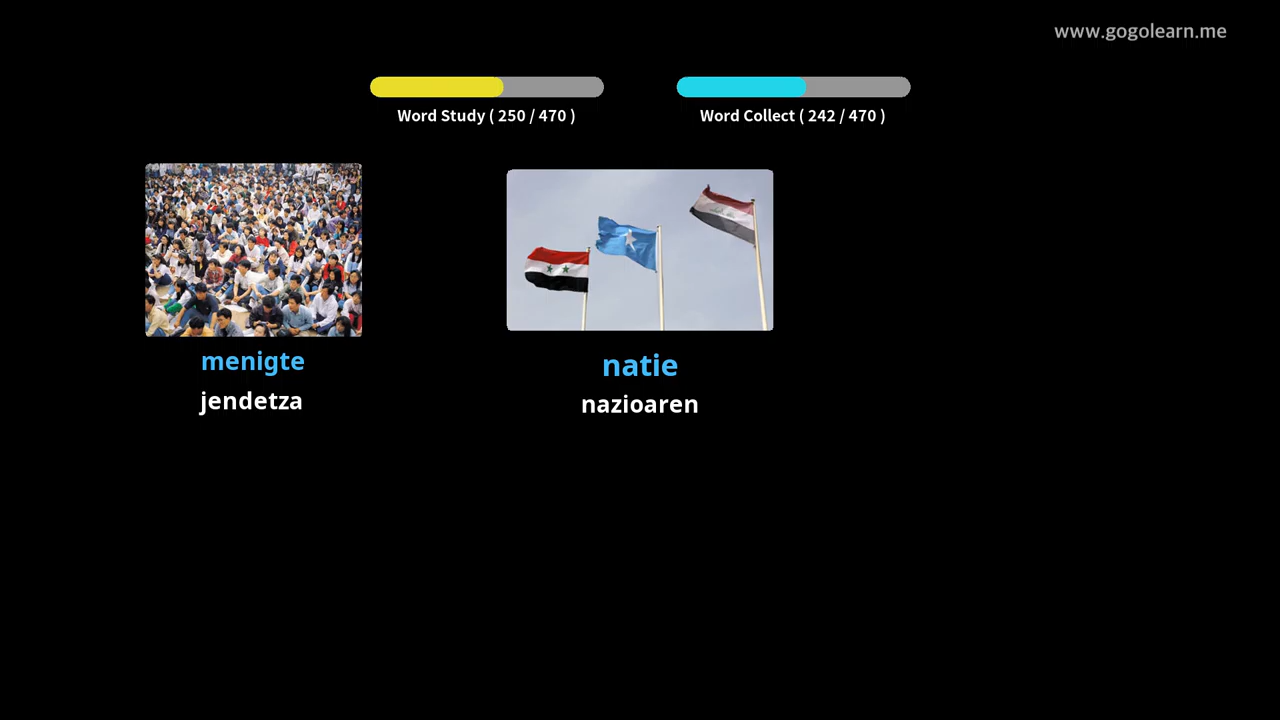 www.gogolearn.me
Word Study ( 250 / 470 )
Word Collect ( 242 / 470 )
menigte
jendetza
natie
nazioaren